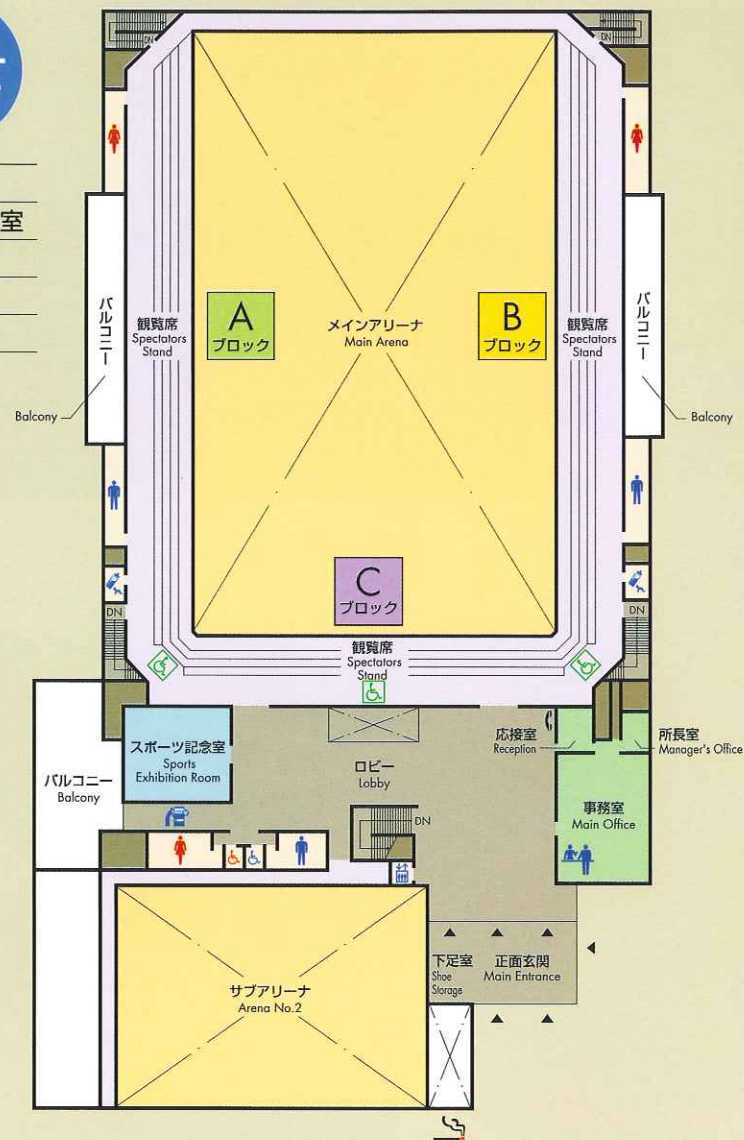 DN
DN
室
バルコニー
Balcony
観覧席
Spectators
Stand
A
ブロック
メインアリーナ
Main Arena
B
ブロック
観覧席
Spectators
Stand
バルコニー
Balcony
C
ブロック
DN
DN
観覧席
Spectators
Stand
スポーツ記念室
Sports
Exhibition Room
バルコニー
Balcony
ロビー
Lobby
応接室
Reception
所長室
Manager's Office
事務室
Main Office
DN
下足室
Shoe
Storage
正面玄関
Main Entrance
サブアリーナ
Arena No.2